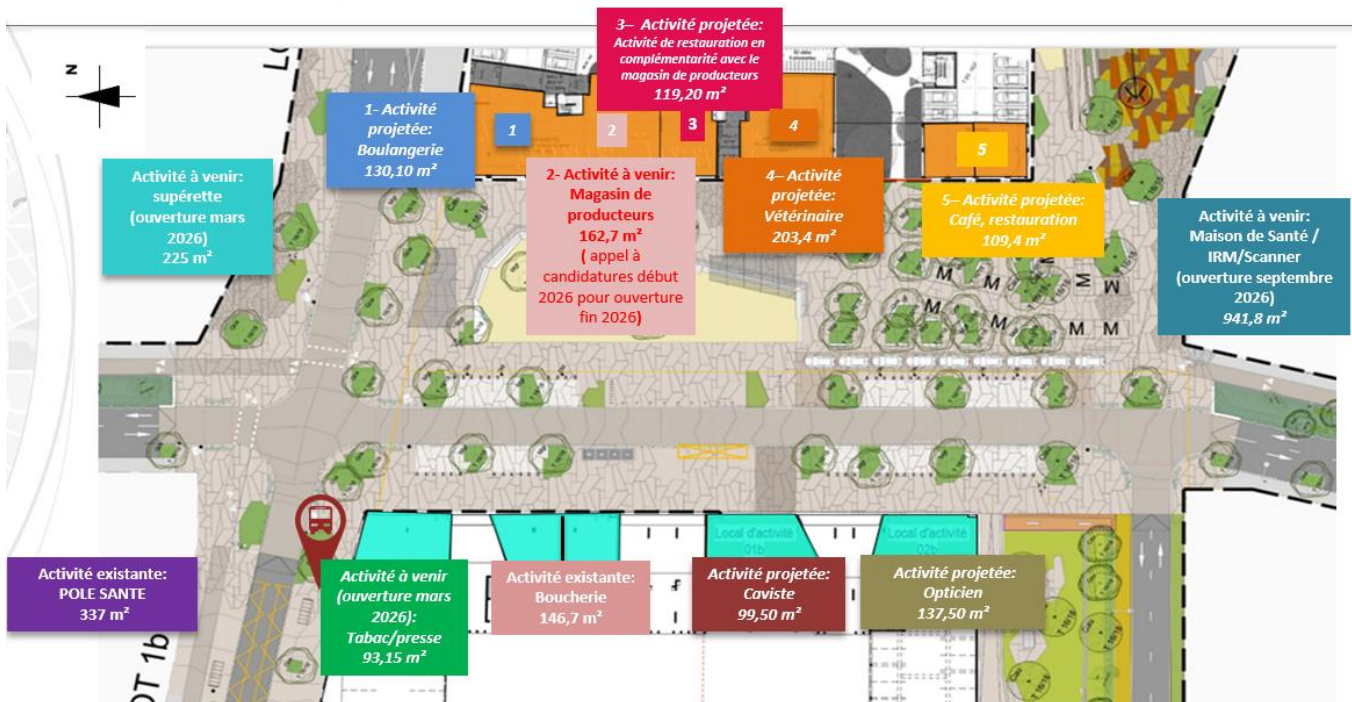 3– Activité projetée:
Activité de restauration en
complémentarité avec le
magasin de producteurs
119,20 m²
N
1- Activité
projetée:
Boulangerie
130,10 m²
1
2
3
4
5
Activité à venir:
supérette
(ouverture mars
2026)
225 m²
2- Activité à venir:
Magasin de
producteurs
162,7 m²
( appel à
candidatures début
2026 pour ouverture
fin 2026)
4– Activité
projetée:
Vétérinaire
203,4 m²
5– Activité projetée:
Café, restauration
109,4 m²
Activité à venir:
Maison de Santé /
IRM/Scanner
(ouverture septembre
2026)
941,8 m²
M M M M
M M M M
Local d'activité
01b
Local d'activité
02b
Activité existante:
POLE SANTE
337 m²
Activité à venir
(ouverture mars
2026):
Tabac/presse
93,15 m²
Activité existante:
Boucherie
146,7 m²
Activité projetée:
Caviste
99,50 m²
Activité projetée:
Opticien
137,50 m²
OT 1b